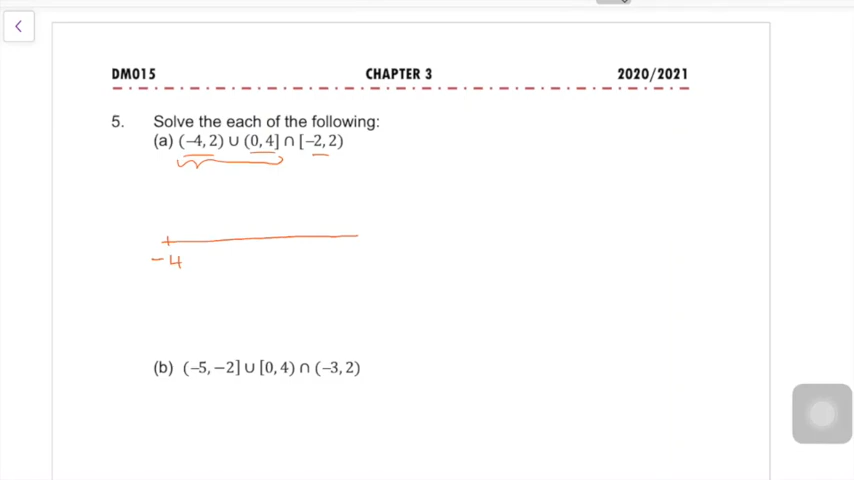 DM015 CHAPTER 3 2020/2021
5. Solve the each of the following:
(a) (−4, 2) ∪ (0, 4] ∩ [−2, 2)
−4
(b) (−5, −2] ∪ [0, 4) ∩ (−3, 2)